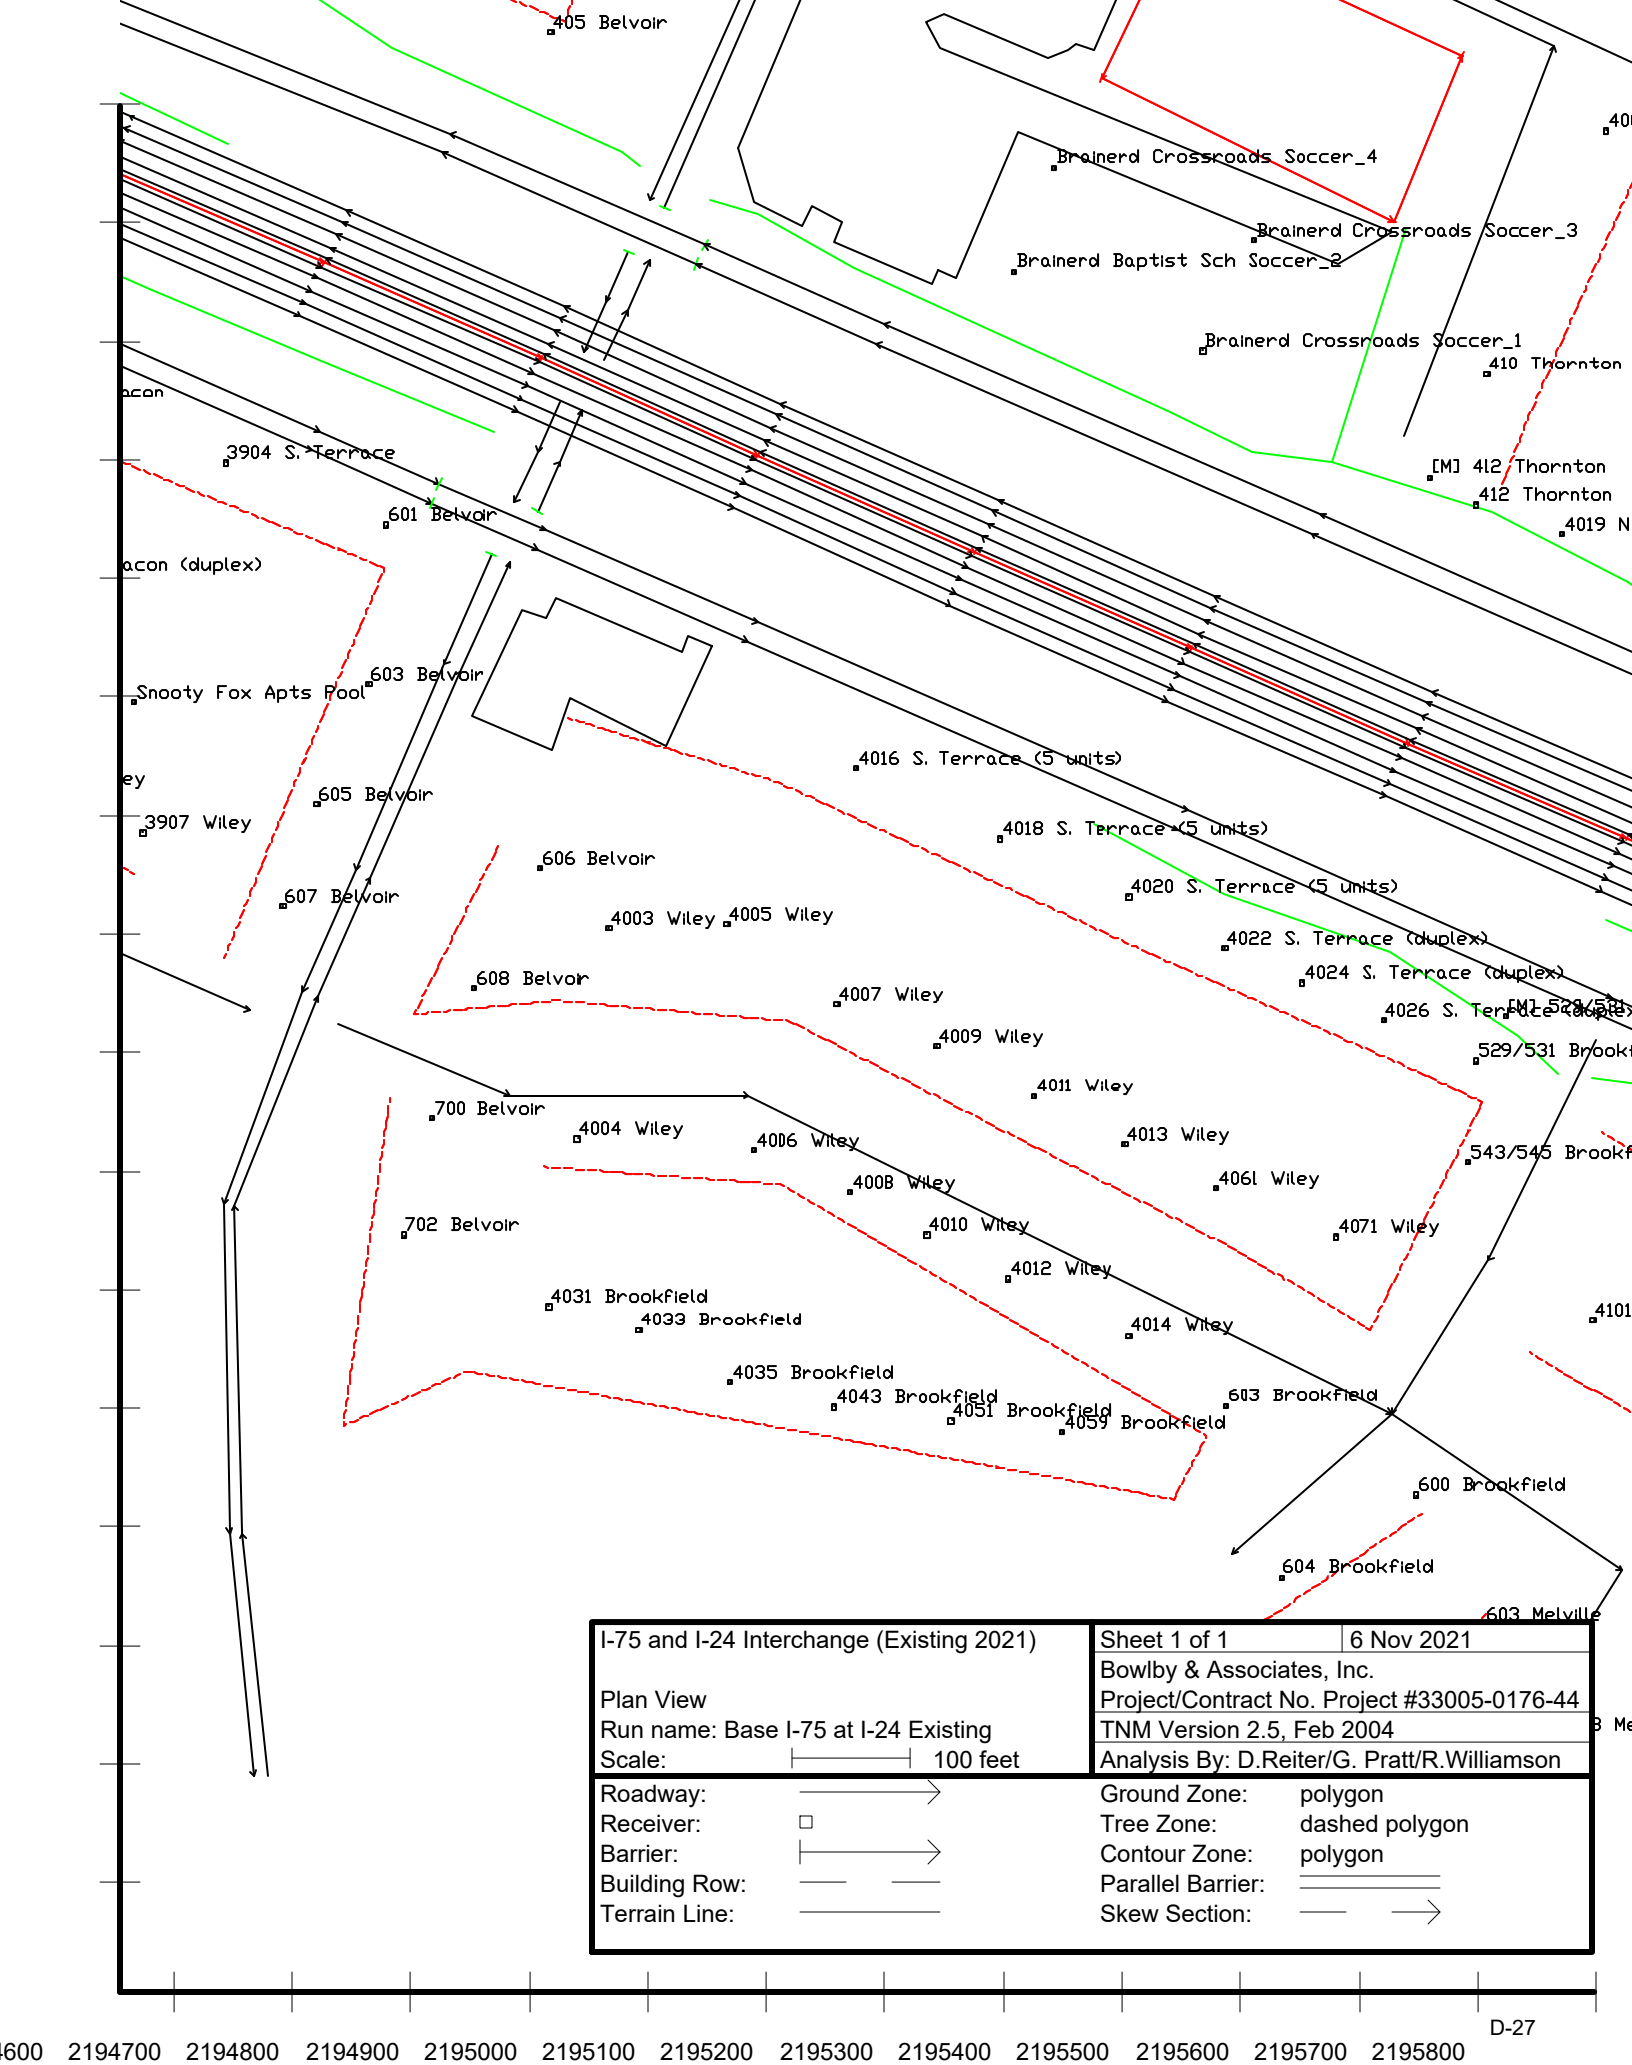 405 Belvoir
Brainerd Crossroads Soccer_4
Brainerd Crossroads Soccer_3
Brainerd Baptist Sch Soccer_2
Brainerd Crossroads Soccer_1
410 Thornton
acon
3904 S. Terrace
[M] 412 Thornton
412 Thornton
601 Belvoir
4019 N
acon (duplex)
603 Belvoir
Snooty Fox Apts Pool
4016 S. Terrace (5 units)
ey
605 Belvoir
3907 Wiley
4018 S. Terrace (5 units)
606 Belvoir
4020 S. Terrace (5 units)
607 Belvoir
4003 Wiley
4005 Wiley
4022 S. Terrace (duplex)
608 Belvoir
4024 S. Terrace (duplex)
4007 Wiley
4026 S. Terrace (duplex
[M] 529/531
4009 Wiley
529/531 Brookf
4011 Wiley
700 Belvoir
4004 Wiley
4006 Wiley
4013 Wiley
543/545 Brookf
4008 Wiley
4061 Wiley
702 Belvoir
4010 Wiley
4071 Wiley
4012 Wiley
4031 Brookfield
4033 Brookfield
4014 Wiley
4101
4035 Brookfield
4043 Brookfield
4051 Brookfield
4059 Brookfield
603 Brookfield
600 Brookfield
604 Brookfield
603 Melville
I-75 and I-24 Interchange (Existing 2021)
Sheet 1 of 1
6 Nov 2021
Bowlby & Associates, Inc.
Plan View
Project/Contract No. Project #33005-0176-44
Run name: Base I-75 at I-24 Existing
TNM Version 2.5, Feb 2004
Scale:
100 feet
Analysis By: D.Reiter/G. Pratt/R.Williamson
Roadway:
Ground Zone:
polygon
Receiver:
Tree Zone:
dashed polygon
Barrier:
Contour Zone:
polygon
Building Row:
Parallel Barrier:
Terrain Line:
Skew Section:
D-27
600 2194700 2194800 2194900 2195000 2195100 2195200 2195300 2195400 2195500 2195600 2195700 2195800